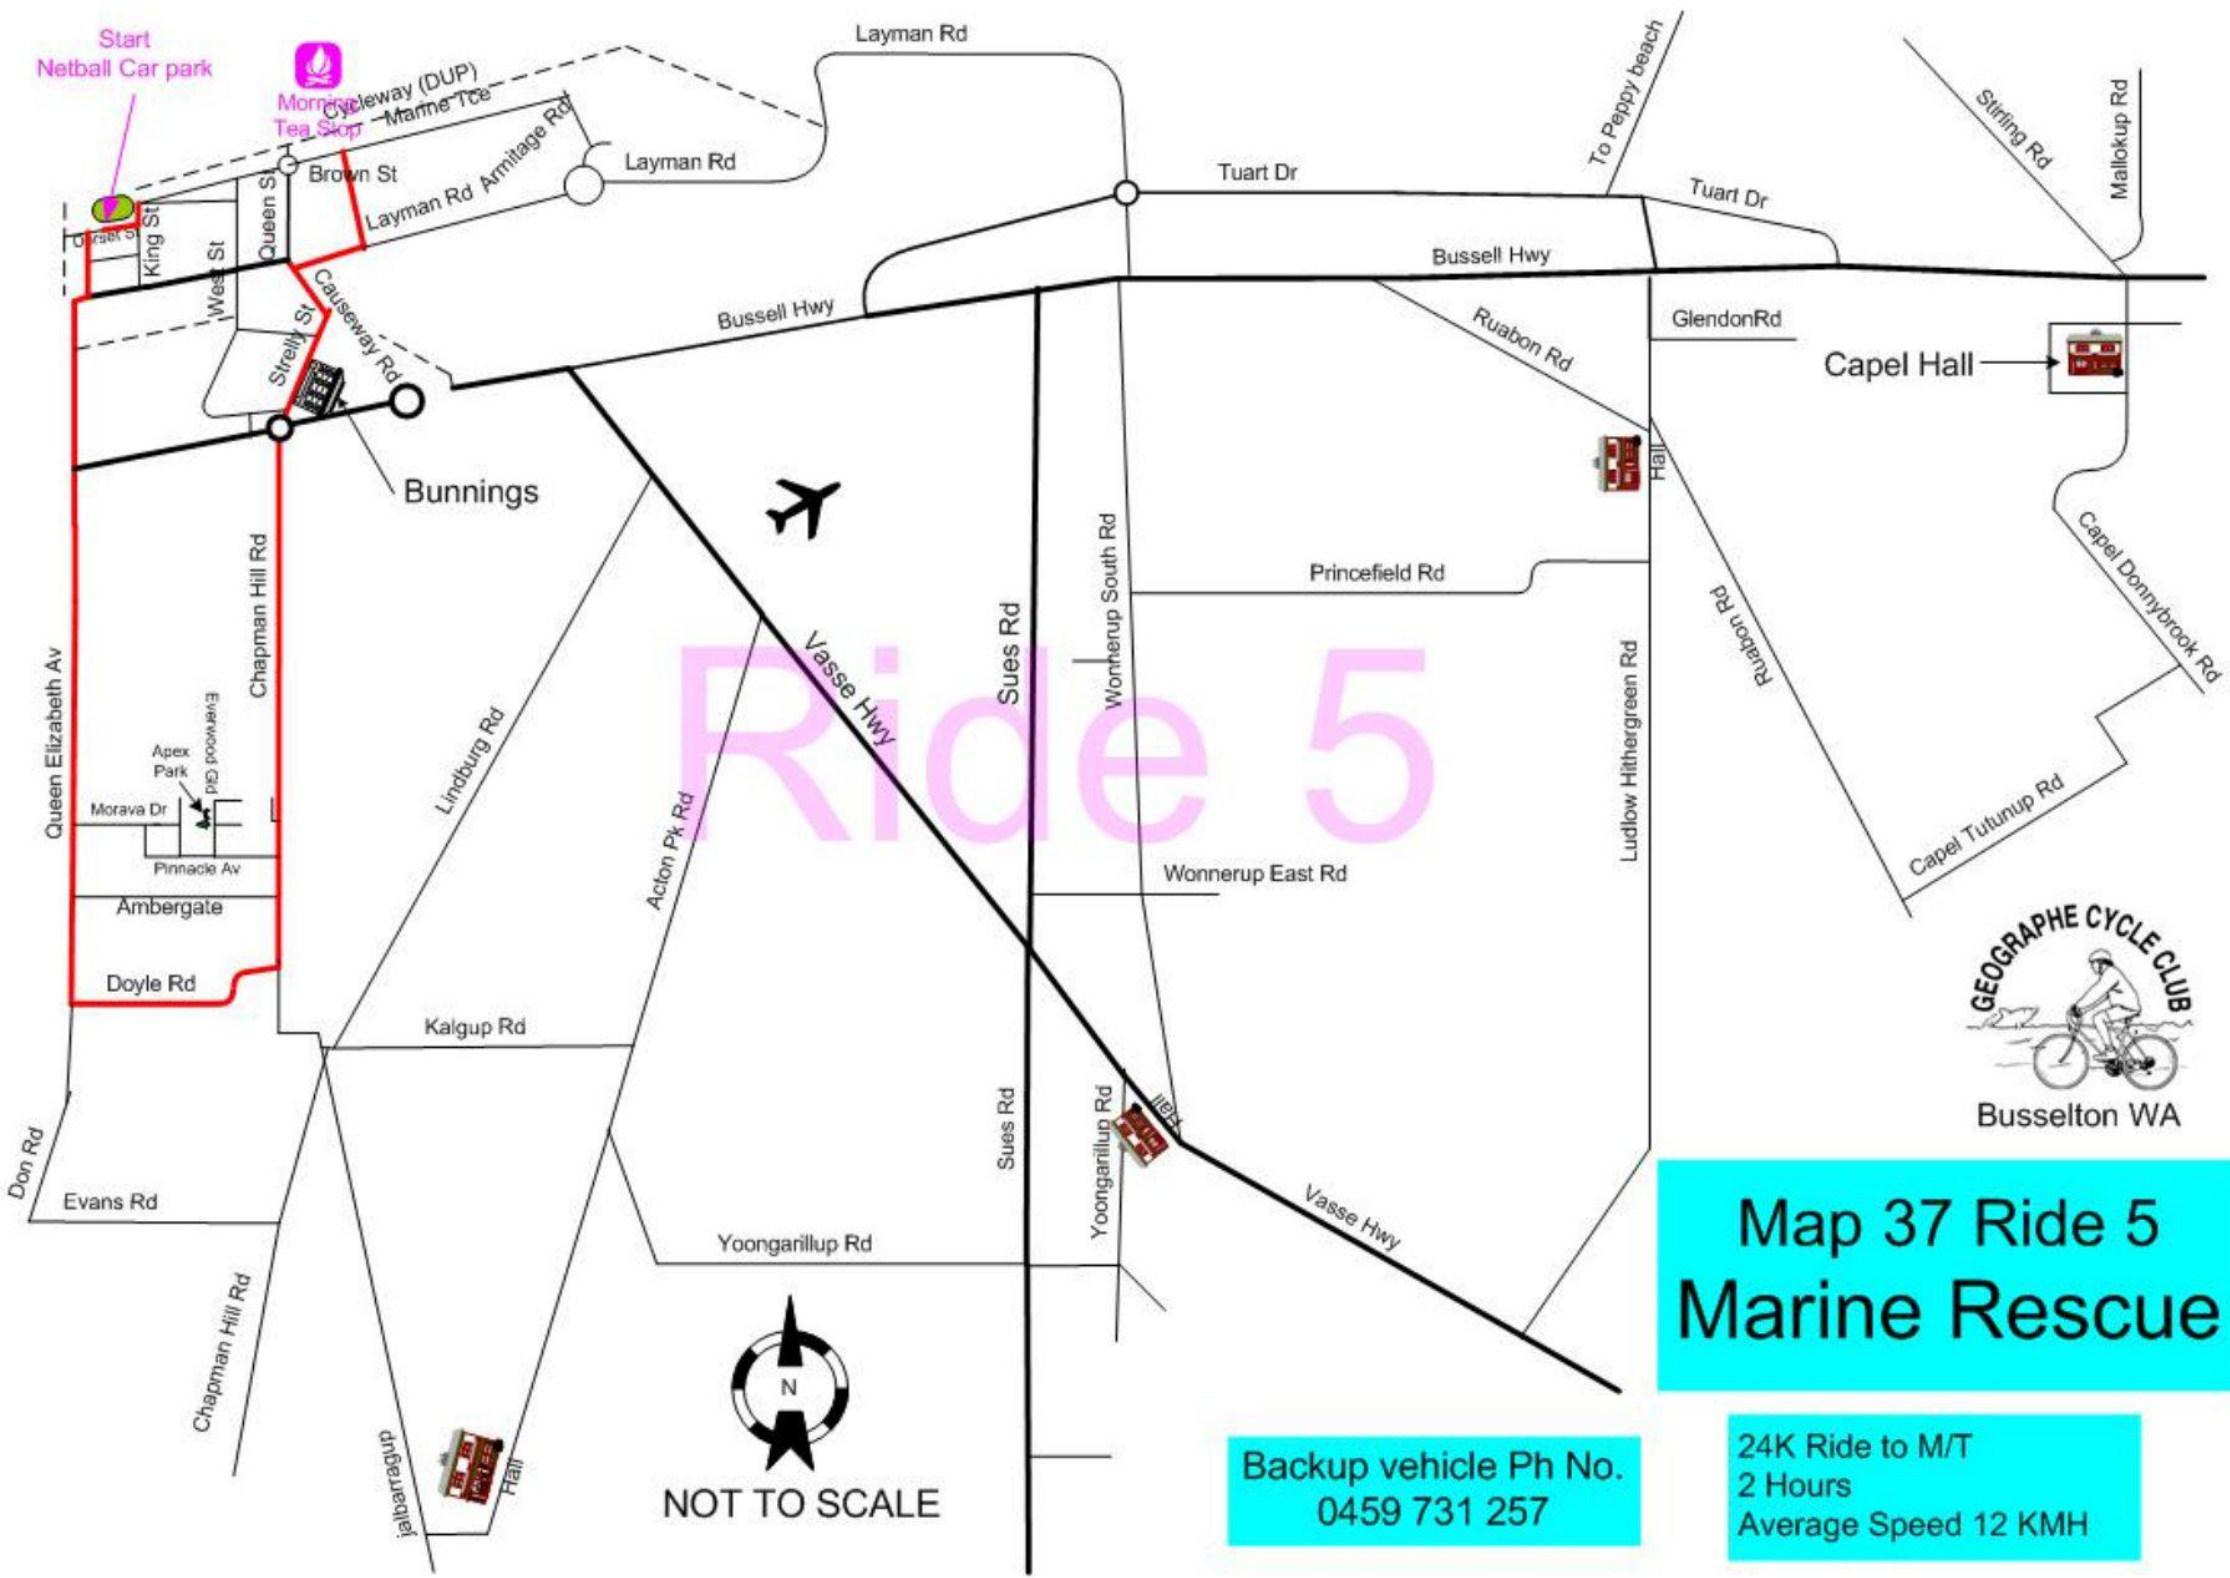 Start
Netball Car park
Morning
Tea Stop
Cycleway (DUP)
Marine Tce
Layman Rd
Armitage Rd
Brown St
Layman Rd
Layman Rd
Queen St
King St
Dorset St
West St
Causeway Rd
Strelly St
Bunnings
Bussell Hwy
Tuart Dr
To Peppy beach
Tuart Dr
Bussell Hwy
Stirling Rd
Mallokup Rd
Ruabon Rd
GlendonRd
Capel Hall
Hall
Capel Donnybrook Rd
Princefield Rd
Ruabon Rd
Wonnerup South Rd
Sues Rd
Vasse Hwy
Ride 5
Chapman Hill Rd
Queen Elizabeth Av
Everwood Gld
Apex
Park
Morava Dr
Pinnacle Av
Ambergate
Doyle Rd
Lindburg Rd
Acton Pk Rd
Ludlow Hithergreen Rd
Capel Tutunup Rd
Wonnerup East Rd
Kalgup Rd
Don Rd
Evans Rd
Chapman Hill Rd
jalbarragup
Hall
Yoongarillup Rd
Sues Rd
Yoongarillup Rd
Hall
Vasse Hwy
N
NOT TO SCALE
GEOGRAPHE CYCLE CLUB
Busselton WA
Map 37 Ride 5
Marine Rescue
Backup vehicle Ph No.
0459 731 257
24K Ride to M/T
2 Hours
Average Speed 12 KMH